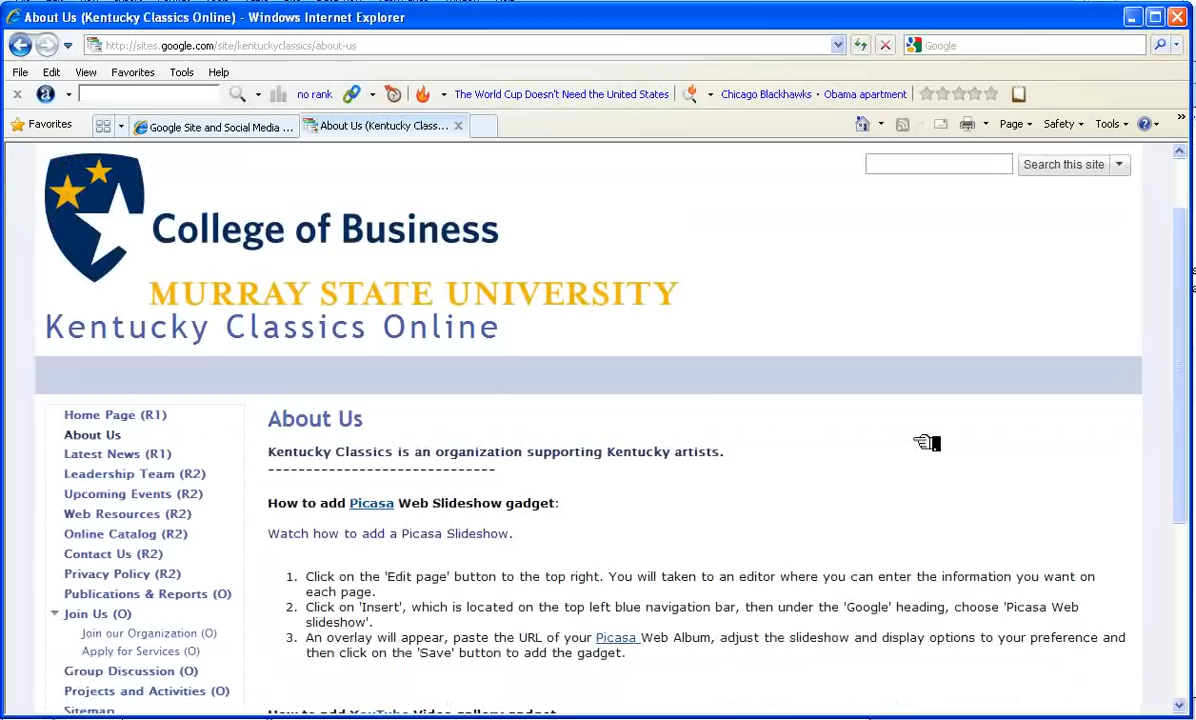 About Us (Kentucky Classics Online) - Windows Internet Explorer
http://sites.google.com/site/kentuckyclassics/about-us
Google
File Edit View Favorites Tools Help
X a no rank The World Cup Doesn't Need the United States Chicago Blackhawks • Obama apartment
Favorites Google Site and Social Media ... About Us (Kentucky Class... x Page Safety Tools »
Search this site
College of Business
MURRAY STATE UNIVERSITY
Kentucky Classics Online
Home Page (R1)
About Us
Latest News (R1)
Leadership Team (R2)
Upcoming Events (R2)
Web Resources (R2)
Online Catalog (R2)
Contact Us (R2)
Privacy Policy (R2)
Publications & Reports (O)
Join Us (O)
Join our Organization (O)
Apply for Services (O)
Group Discussion (O)
Projects and Activities (O)
Sitemap
About Us
Kentucky Classics is an organization supporting Kentucky artists.
------------------------------
How to add Picasa Web Slideshow gadget:
Watch how to add a Picasa Slideshow.
1. Click on the 'Edit page' button to the top right. You will taken to an editor where you can enter the information you want on
each page.
2. Click on 'Insert', which is located on the top left blue navigation bar, then under the 'Google' heading, choose 'Picasa Web
slideshow'.
3. An overlay will appear, paste the URL of your Picasa Web Album, adjust the slideshow and display options to your preference and
then click on the 'Save' button to add the gadget.
How to add YouTube Video gallery gadget